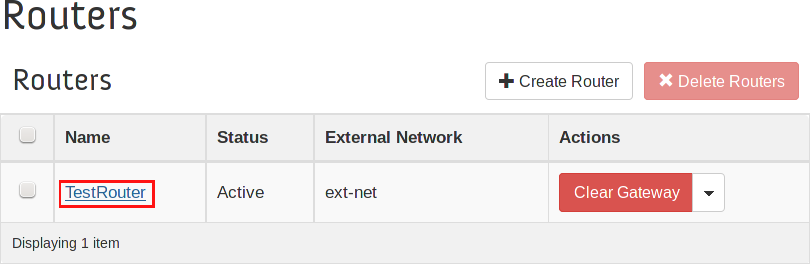 Routers
Routers
Create Router
Delete Routers
Name Status External Network Actions
TestRouter Active ext-net Clear Gateway
Displaying 1 item